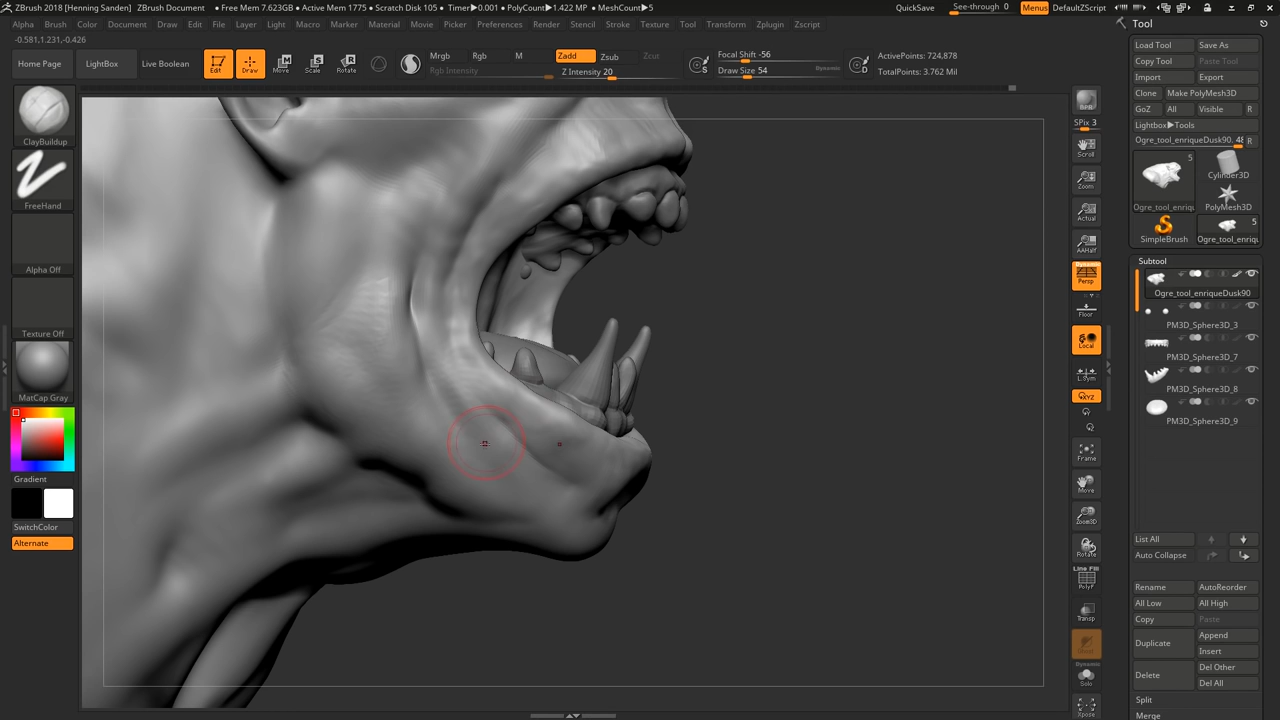 ZBrush 2018 [Henning Sanden] ZBrush Document ● Free Mem 7.623GB ● Active Mem 1775 ● Scratch Disk 105 ● Timer▶0.001 ● PolyCount▶1.422 MP ● MeshCount▶5 QuickSave See-through 0 Menus DefaultZScript
Alpha Brush Color Document Draw Edit File Layer Light Macro Marker Material Movie Picker Preferences Render Stencil Stroke Texture Tool Transform Zplugin Zscript
-0.581,1.231,-0.426
Home Page LightBox Live Boolean Edit Draw Move Scale Rotate
Mrgb Rgb M Zadd Zsub Zcut
Rgb Intensity Z Intensity 20
Focal Shift -56
Draw Size 54 Dynamic
ActivePoints: 724,878
TotalPoints: 3.762 Mil
ClayBuildup
FreeHand
Alpha Off
Texture Off
MatCap Gray
Gradient
SwitchColor
Alternate
BPR
SPix 3
Scroll
Zoom
Actual
AAHalf
Dynamic
Persp
Floor
Local
L.Sym
XYZ
Frame
Move
Zoom3D
Rotate
Line Fill
PolyF
Transp
Dynamic
Solo
Xpose
Tool
Load Tool Save As
Copy Tool Paste Tool
Import Export
Clone Make PolyMesh3D
GoZ All Visible R
Lightbox▶Tools
Ogre_tool_enriqueDusk90. 48 R
5
Cylinder3D
Ogre_tool_enriqu PolyMesh3D
5
SimpleBrush Ogre_tool_enriqu
Subtool
Ogre_tool_enriqueDusk90
PM3D_Sphere3D_3
PM3D_Sphere3D_7
PM3D_Sphere3D_8
PM3D_Sphere3D_9
List All
Auto Collapse
Rename AutoReorder
All Low All High
Copy Paste
Duplicate Append
Insert
Delete Del Other
Del All
Split
Merge